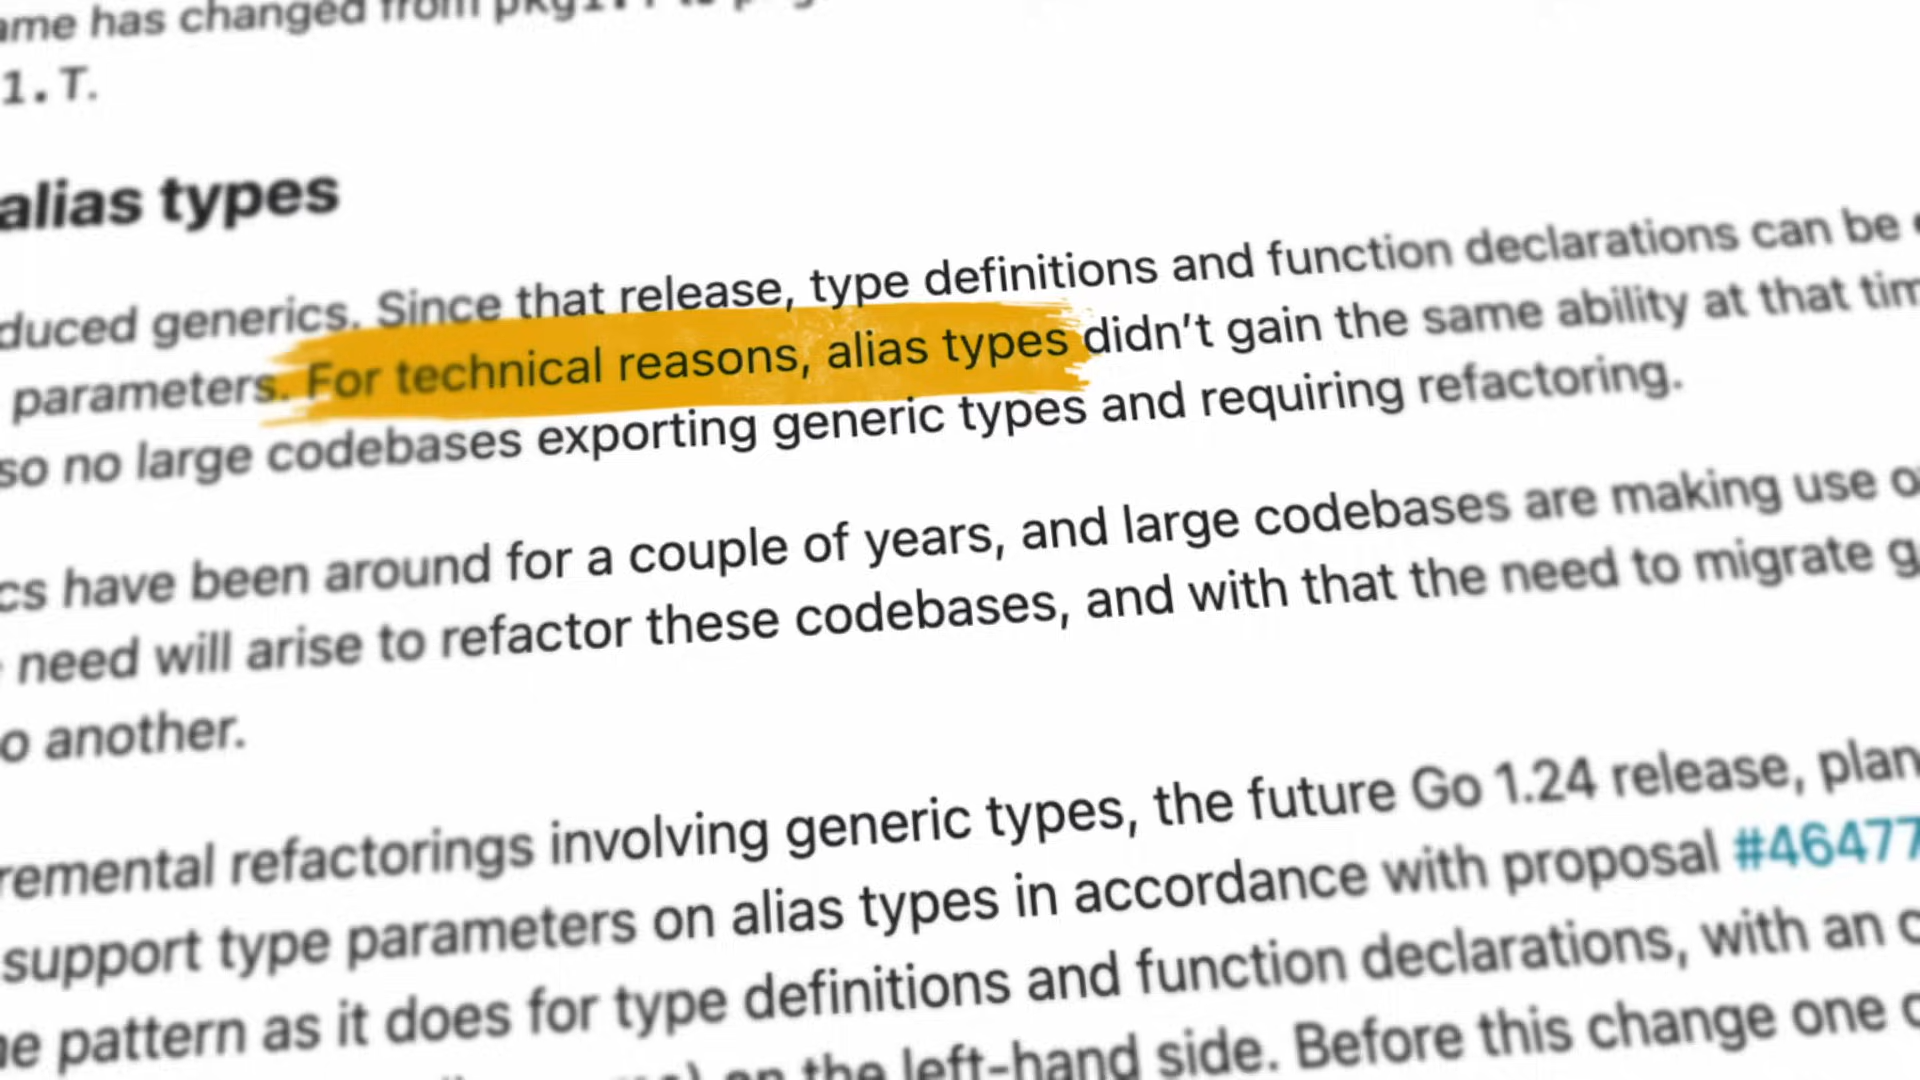 ame has changed from pkg1.T
1.T.
alias types
duced generics. Since that release, type definitions and function declarations can be
parameters. For technical reasons, alias types didn’t gain the same ability at that tim
so no large codebases exporting generic types and requiring refactoring.
cs have been around for a couple of years, and large codebases are making use o
need will arise to refactor these codebases, and with that the need to migrate g
o another.
remental refactorings involving generic types, the future Go 1.24 release, plan
support type parameters on alias types in accordance with proposal #46477
ne pattern as it does for type definitions and function declarations, with an
on the left-hand side. Before this change one